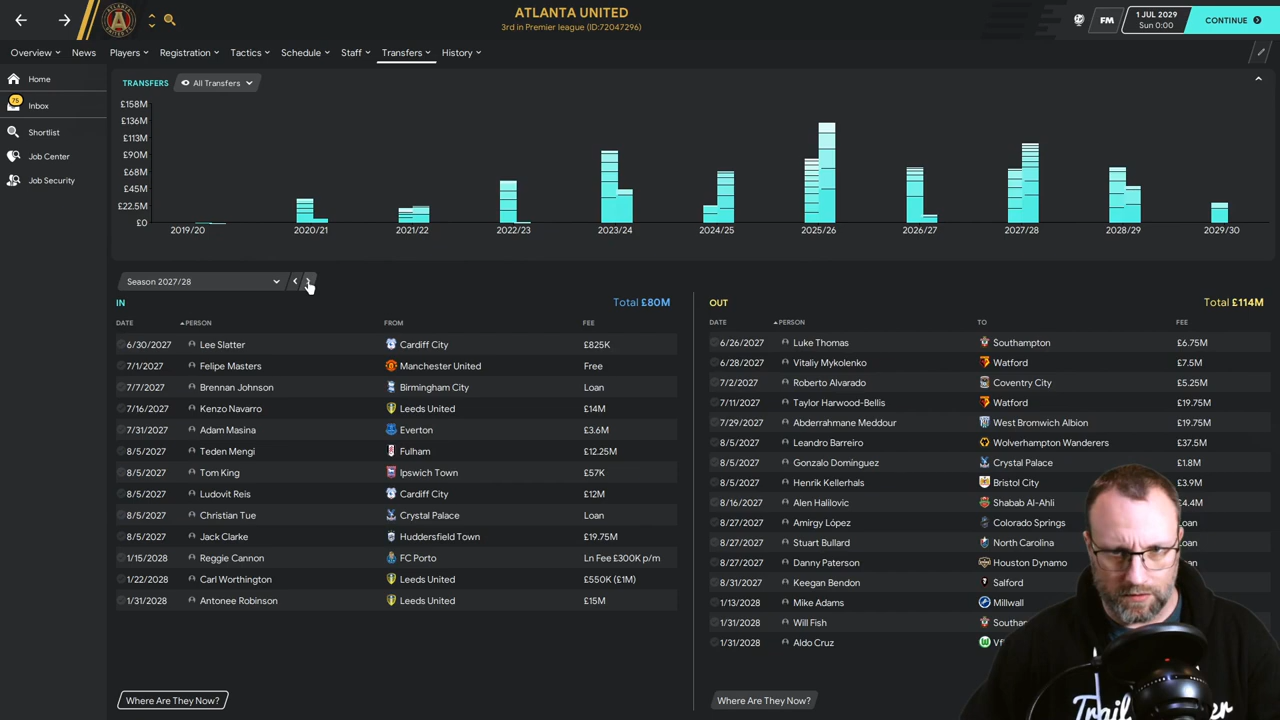 ATLANTA UNITED
3rd in Premier league (ID:72047296)
FM
1 JUL 2029
Sun 0:00
CONTINUE
Overview
News
Players
Registration
Tactics
Schedule
Staff
Transfers
History
Home
75
Inbox
Shortlist
Job Center
Job Security
TRANSFERS
All Transfers
£158M
£136M
£113M
£90M
£68M
£45M
£22.5M
£0
2019/20 2020/21 2021/22 2022/23 2023/24 2024/25 2025/26 2026/27 2027/28 2028/29 2029/30
Season 2027/28
IN Total £80M
DATE PERSON FROM FEE
6/30/2027 Lee Slatter Cardiff City £825K
7/1/2027 Felipe Masters Manchester United Free
7/7/2027 Brennan Johnson Birmingham City Loan
7/16/2027 Kenzo Navarro Leeds United £14M
7/31/2027 Adam Masina Everton £3.6M
8/5/2027 Teden Mengi Fulham £12.25M
8/5/2027 Tom King Ipswich Town £57K
8/5/2027 Ludovit Reis Cardiff City £12M
8/5/2027 Christian Tue Crystal Palace Loan
8/5/2027 Jack Clarke Huddersfield Town £19.75M
1/15/2028 Reggie Cannon FC Porto Ln Fee £300K p/m
1/22/2028 Carl Worthington Leeds United £550K (£1M)
1/31/2028 Antonee Robinson Leeds United £15M
Where Are They Now?
OUT Total £114M
DATE PERSON TO FEE
6/26/2027 Luke Thomas Southampton £6.75M
6/28/2027 Vitaliy Mykolenko Watford £7.5M
7/2/2027 Roberto Alvarado Coventry City £5.25M
7/11/2027 Taylor Harwood-Bellis Watford £19.75M
7/29/2027 Abderrahmane Meddour West Bromwich Albion £19.75M
8/5/2027 Leandro Barreiro Wolverhampton Wanderers £37.5M
8/5/2027 Gonzalo Domínguez Crystal Palace £1.8M
8/5/2027 Henrik Kellerhals Bristol City £3.9M
8/16/2027 Alen Halilovic Shabab Al-Ahli £4.4M
8/27/2027 Amirgy López Colorado Springs Loan
8/27/2027 Stuart Bullard North Carolina Loan
8/27/2027 Danny Paterson Houston Dynamo Loan
8/31/2027 Keegan Bendon Salford
1/13/2028 Mike Adams Millwall
1/31/2028 Will Fish
1/31/2028 Aldo Cruz
Where Are They Now?